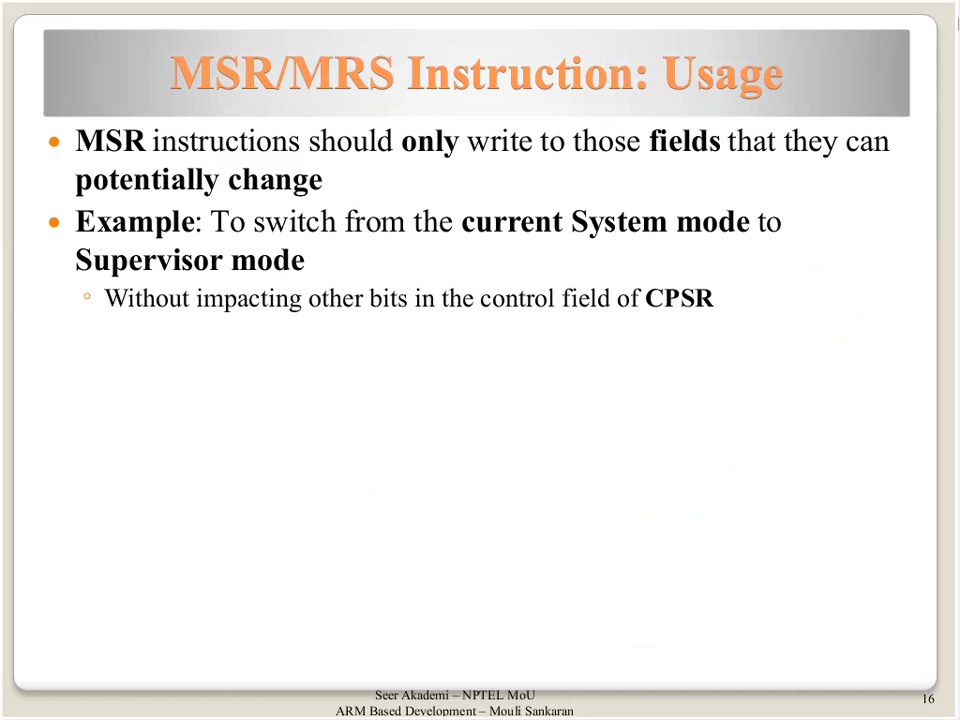 MSR/MRS Instruction: Usage
MSR instructions should only write to those fields that they can
potentially change
Example: To switch from the current System mode to
Supervisor mode
Without impacting other bits in the control field of CPSR
Seer Akademi – NPTEL MoU
ARM Based Development – Mouli Sankaran
16